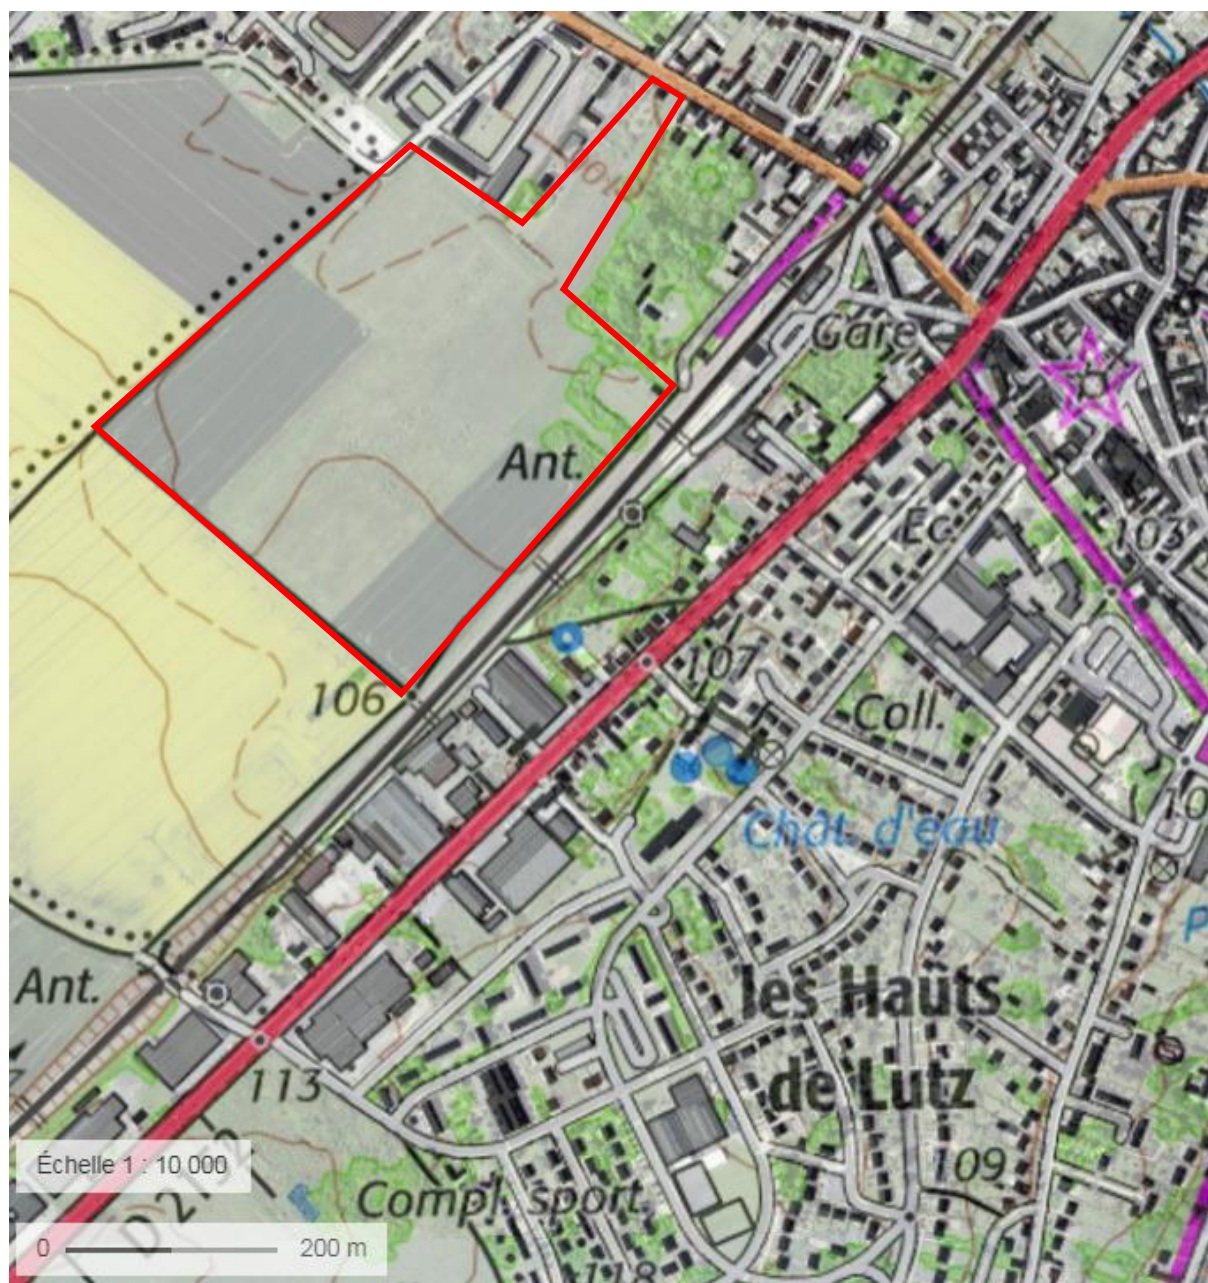 Gare
Ant.
Ec.
103
107
106
Coll.
Chât. d'eau
P
Ant.
les Hauts
de Lutz
113
109
Échelle 1 : 10 000
Compl. sport.
0 200 m
118